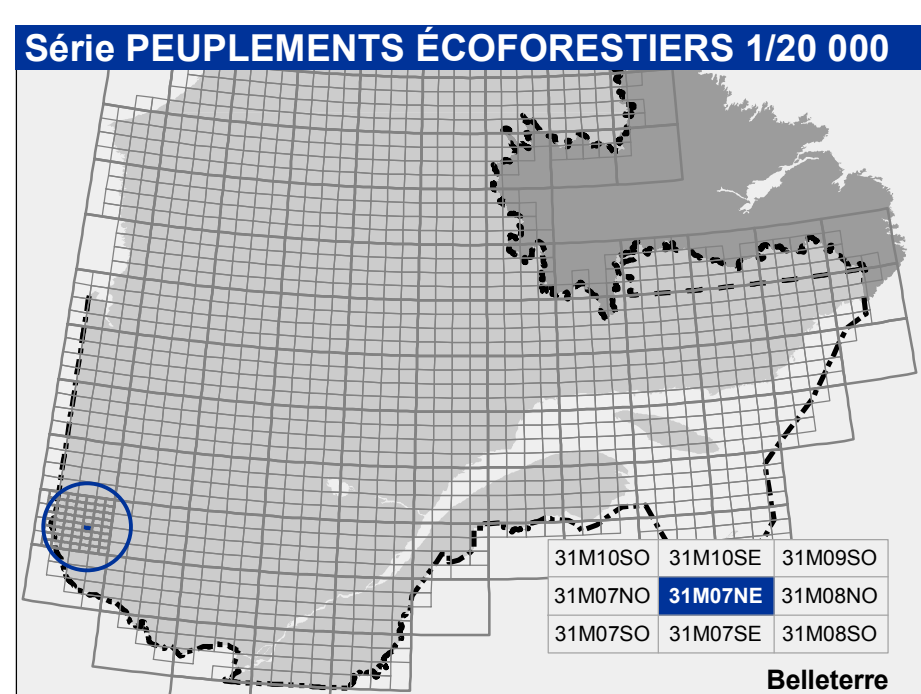 Série PEUPLEMENTS ÉCOFORESTIERS 1/20 000
31M10SO 31M10SE 31M09SO
31M07NO 31M07NE 31M08NO
31M07SO 31M07SE 31M08SO
Belleterre